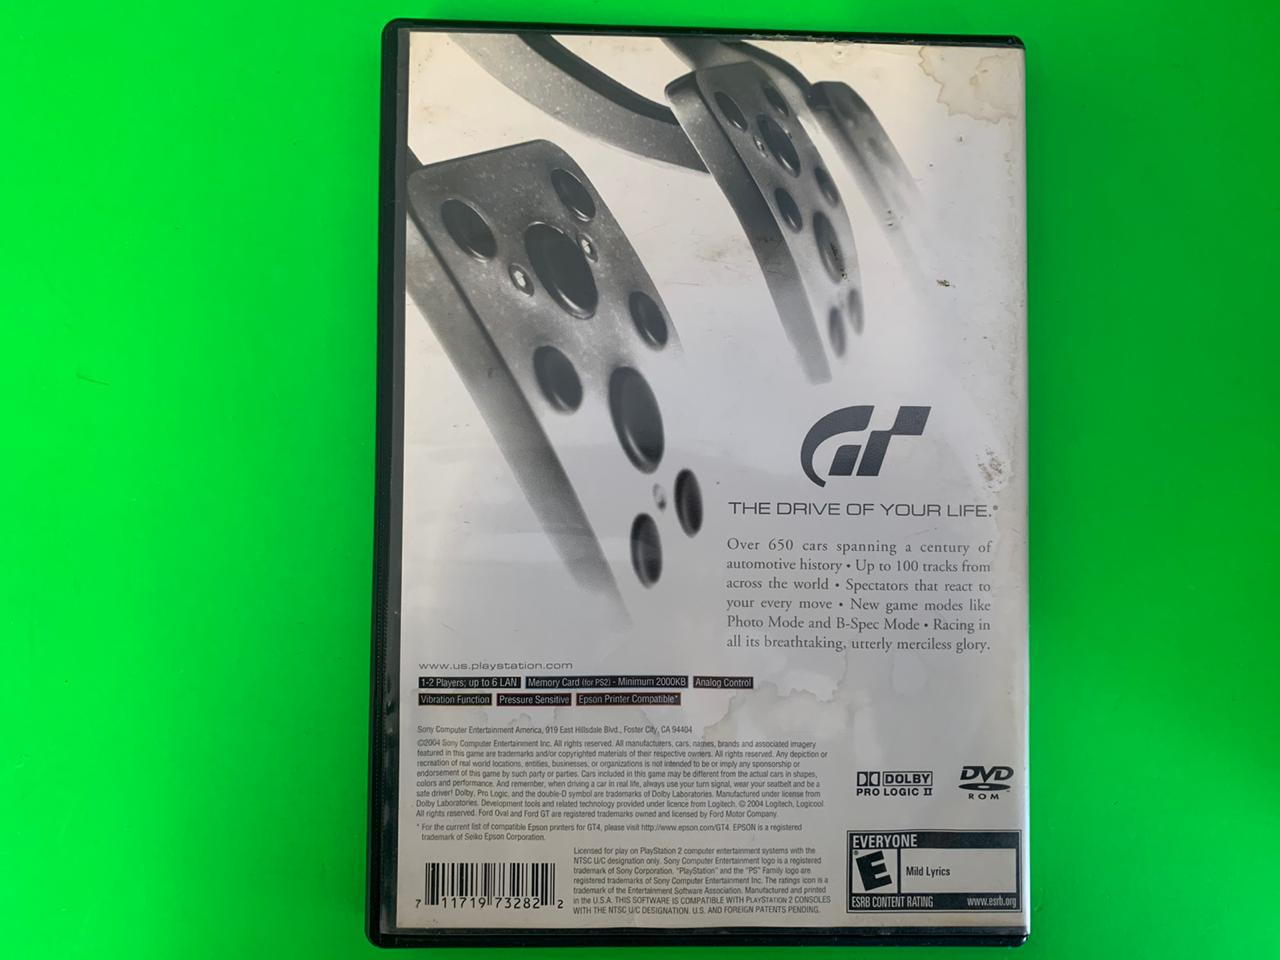 GT
THE DRIVE OF YOUR LIFE.®
Over 650 cars spanning a century of
automotive history • Up to 100 tracks from
across the world • Spectators that react to
your every move • New game modes like
Photo Mode and B-Spec Mode • Racing in
all its breathtaking, utterly merciless glory.
www.us.playstation.com
1-2 Players; up to 6 LAN Memory Card (for PS2) - Minimum 2000KB Analog Control
Vibration Function Pressure Sensitive Epson Printer Compatible*
Sony Computer Entertainment America, 919 East Hillsdale Blvd., Foster City, CA 94404
©2004 Sony Computer Entertainment Inc. All rights reserved. All manufacturers, cars, names, brands and associated imagery
featured in this game are trademarks and/or copyrighted materials of their respective owners. All rights reserved. Any depiction or
recreation of real world locations, entities, businesses, or organizations is not intended to be or imply any sponsorship or
endorsement of this game by such party or parties. Cars included in this game may be different from the actual cars in shapes,
colors and performance. And remember, when driving a car in real life, always use your turn signal, wear your seatbelt and be a
safe driver! Dolby, Pro Logic, and the double-D symbol are trademarks of Dolby Laboratories. Manufactured under license from
Dolby Laboratories. Development tools and related technology provided under licence from Logitech. © 2004 Logitech, Logicool.
All rights reserved. Ford Oval and Ford GT are registered trademarks owned and licensed by Ford Motor Company.
* For the current list of compatible Epson printers for GT4, please visit http://www.epson.com/GT4. EPSON is a registered
trademark of Seiko Epson Corporation.
DOLBY
PRO LOGIC II
DVD
ROM
Licensed for play on PlayStation 2 computer entertainment systems with the
NTSC U/C designation only. Sony Computer Entertainment logo is a registered
trademark of Sony Corporation. "PlayStation" and the "PS" Family logo are
registered trademarks of Sony Computer Entertainment Inc. The ratings icon is a
trademark of the Entertainment Software Association. Manufactured and printed
in the U.S.A. THIS SOFTWARE IS COMPATIBLE WITH PLAYSTATION 2 CONSOLES
WITH THE NTSC U/C DESIGNATION. U.S. AND FOREIGN PATENTS PENDING.
7 11719 73282 2
EVERYONE
E
Mild Lyrics
ESRB CONTENT RATING www.esrb.org